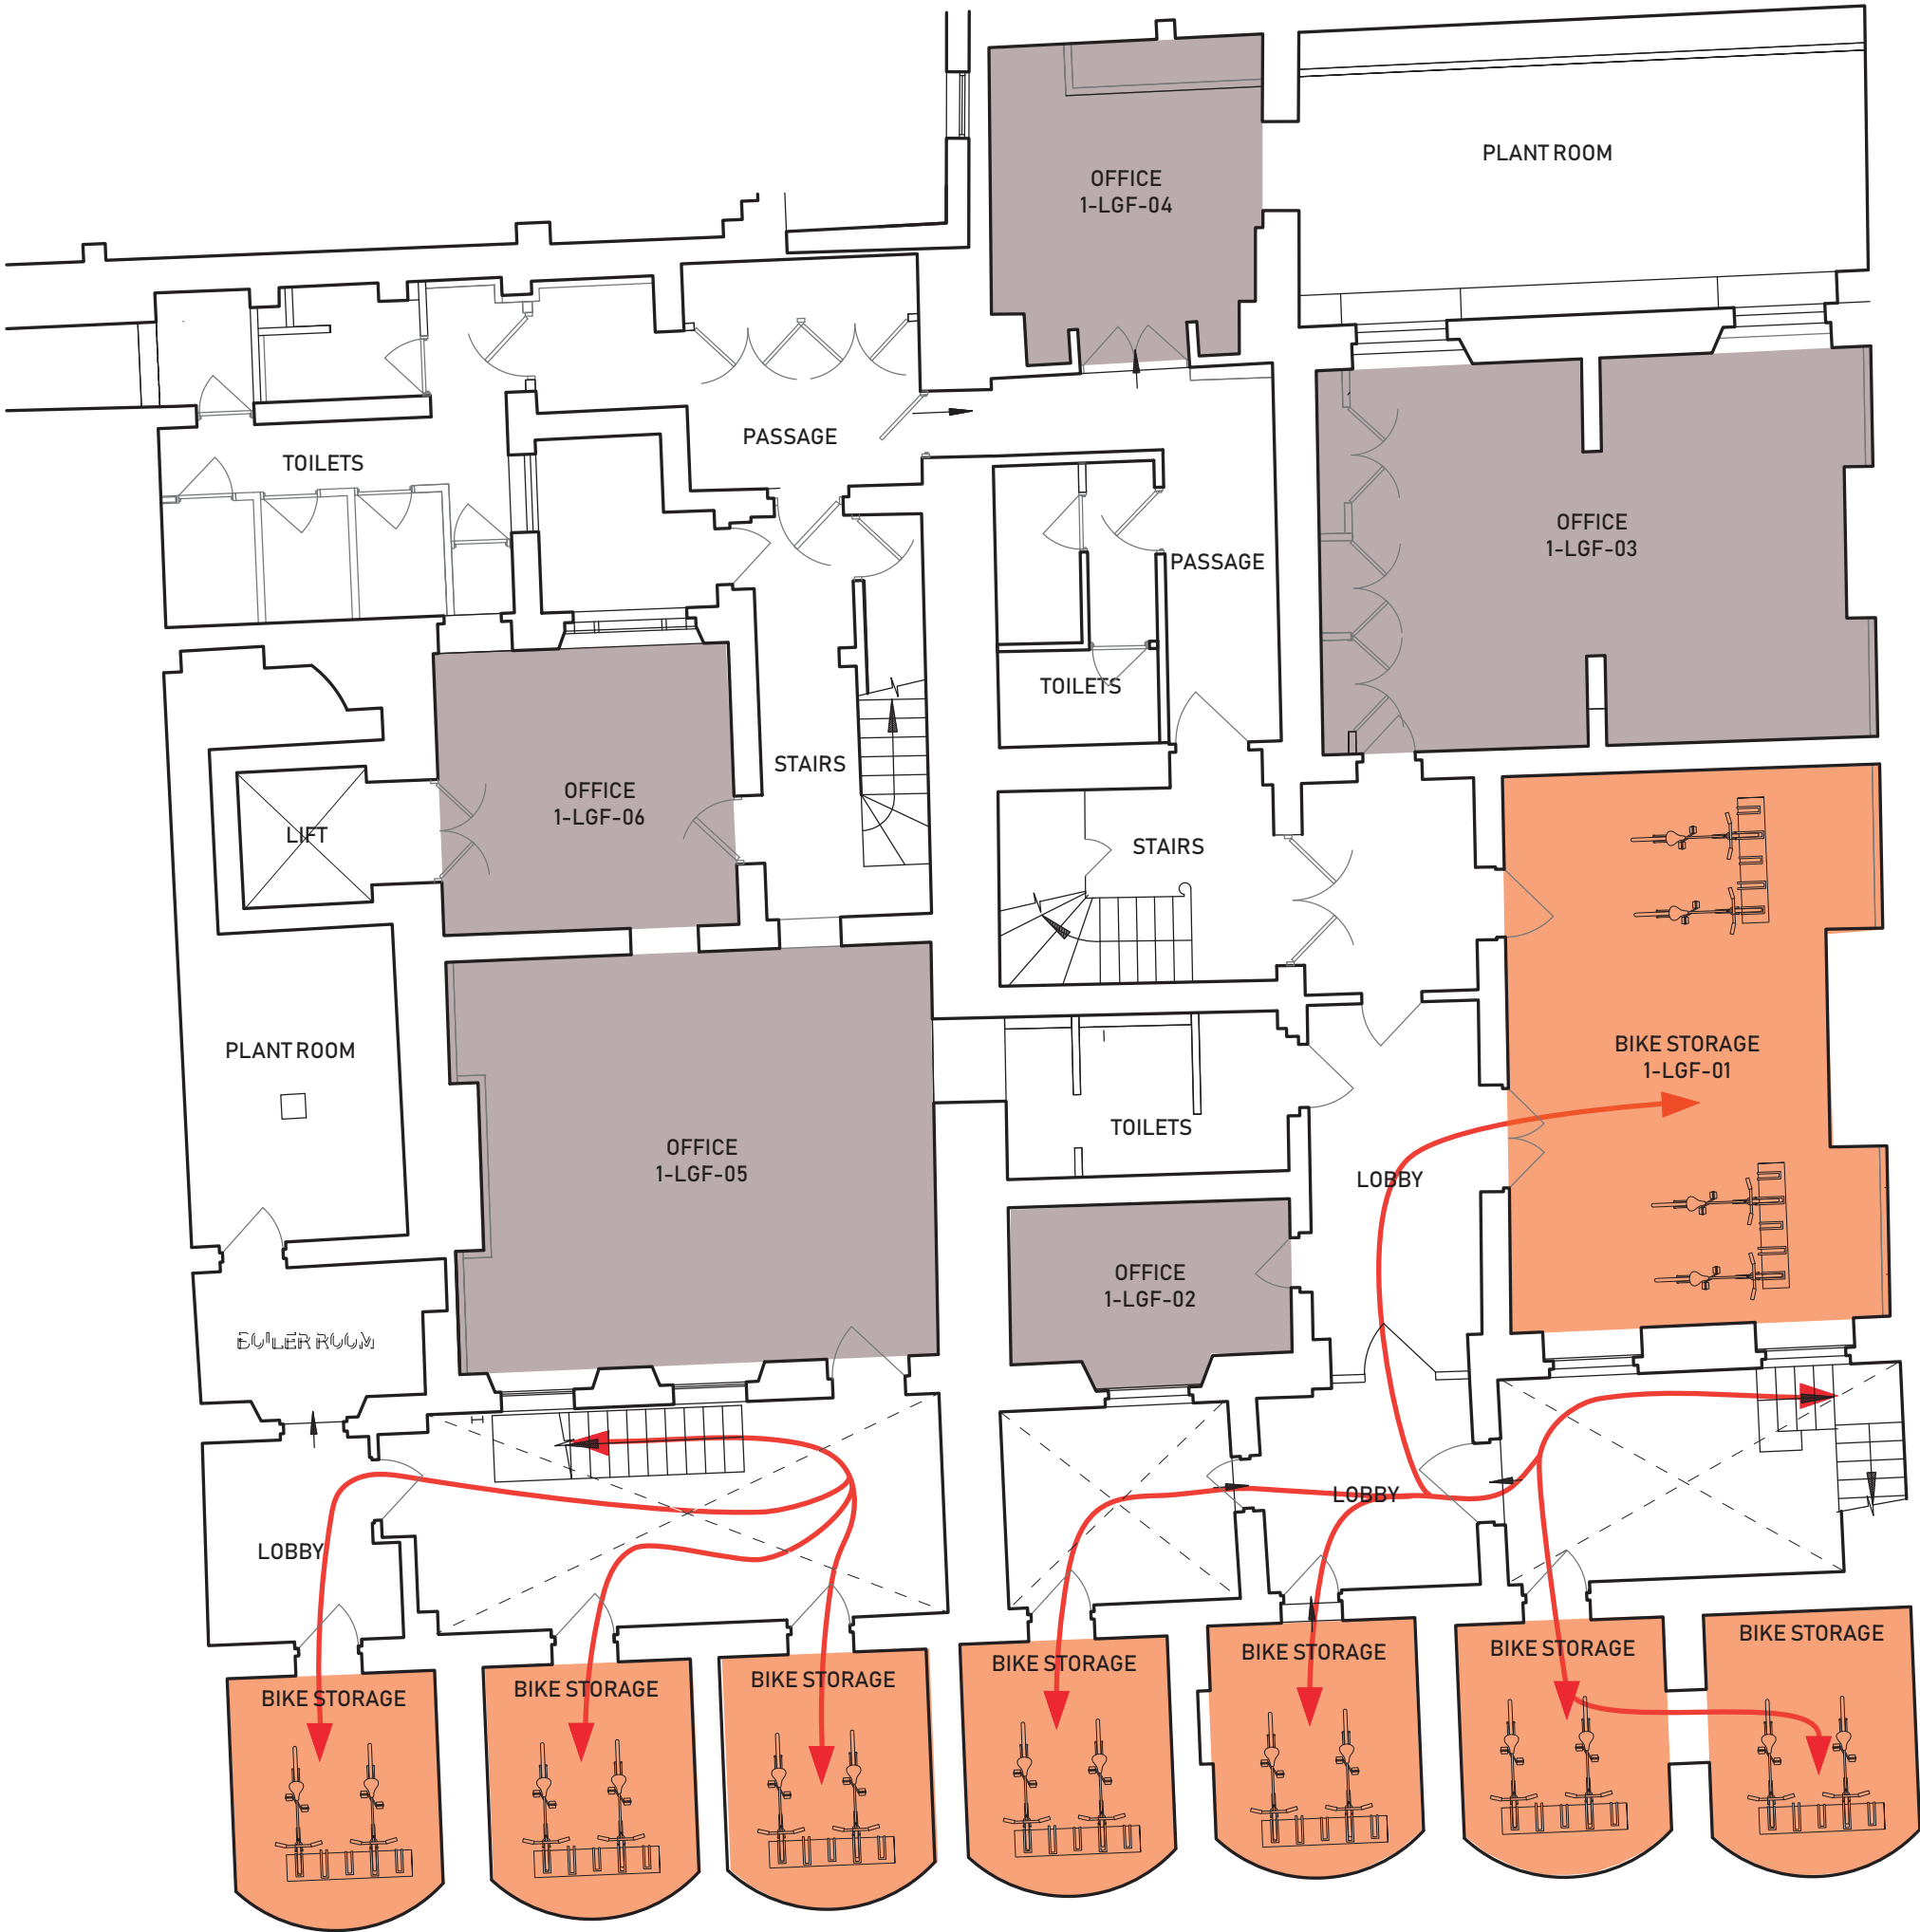 PLANT ROOM
OFFICE
1-LGF-04
PASSAGE
TOILETS
OFFICE
1-LGF-03
PASSAGE
TOILETS
STAIRS
OFFICE
1-LGF-06
LIFT
STAIRS
BIKE STORAGE
1-LGF-01
PLANT ROOM
TOILETS
OFFICE
1-LGF-05
LOBBY
OFFICE
1-LGF-02
BOILER ROOM
LOBBY
LOBBY
BIKE STORAGE
BIKE STORAGE
BIKE STORAGE
BIKE STORAGE
BIKE STORAGE
BIKE STORAGE
BIKE STORAGE